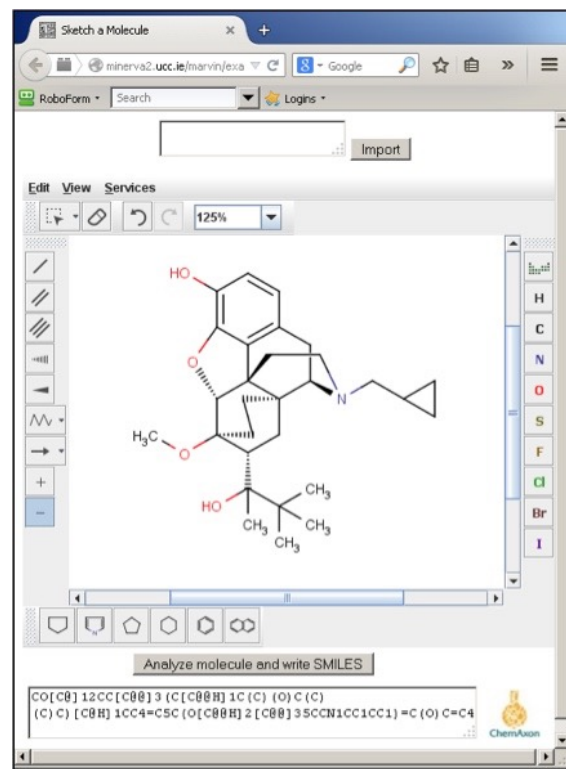 Sketch a Molecule
minerva2.ucc.ie/marvin/exa
8 Google
RoboForm Search Logins
Import
Edit View Services
125%
HO
H
C
N
O
S
F
Cl
Br
I
O
N
H₃C
O
HO
CH₃
CH₃
CH₃
CH₃
N
Analyze molecule and write SMILES
CO[C@]12CC[C@@]3(C[C@@H]1C(C)(O)C(C)
(C)C)[C@H]1CC4=C5C(O[C@@H]2[C@@]35CCN1CC1CC1)=C(O)C=C4
ChemAxon